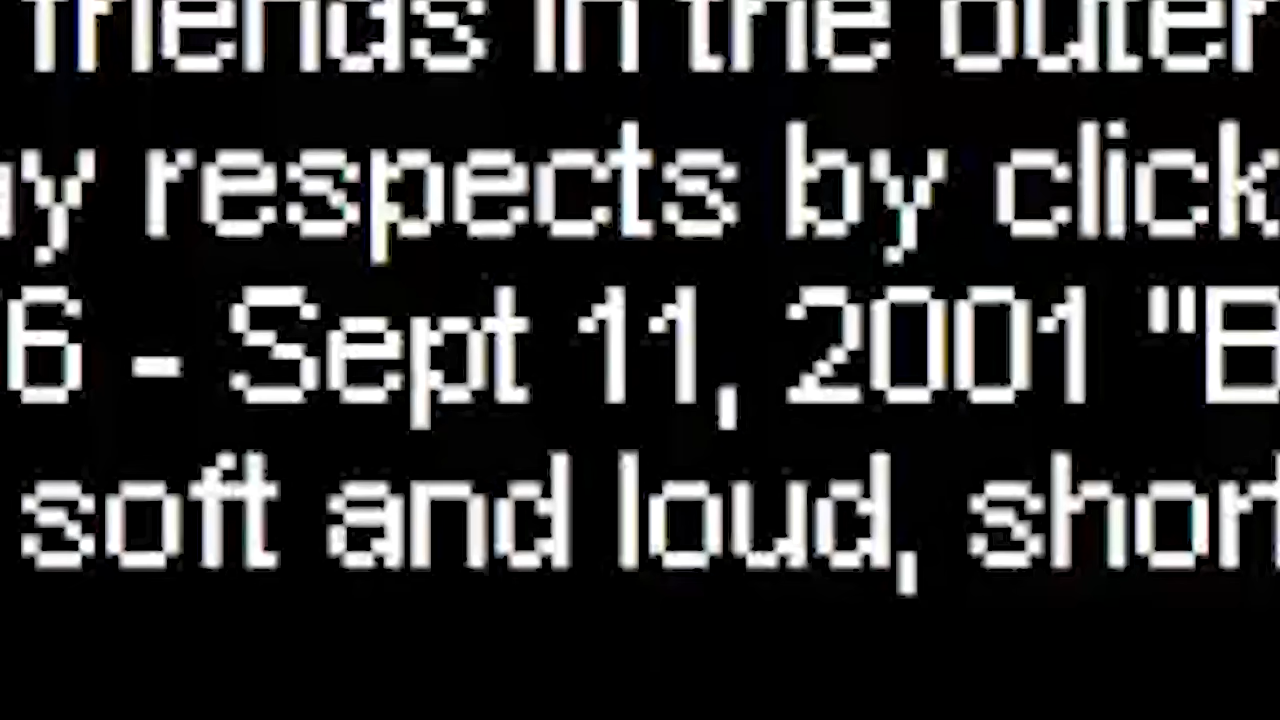 friends in the outer
y respects by click
6 - Sept 11, 2001 "
soft and loud, shor